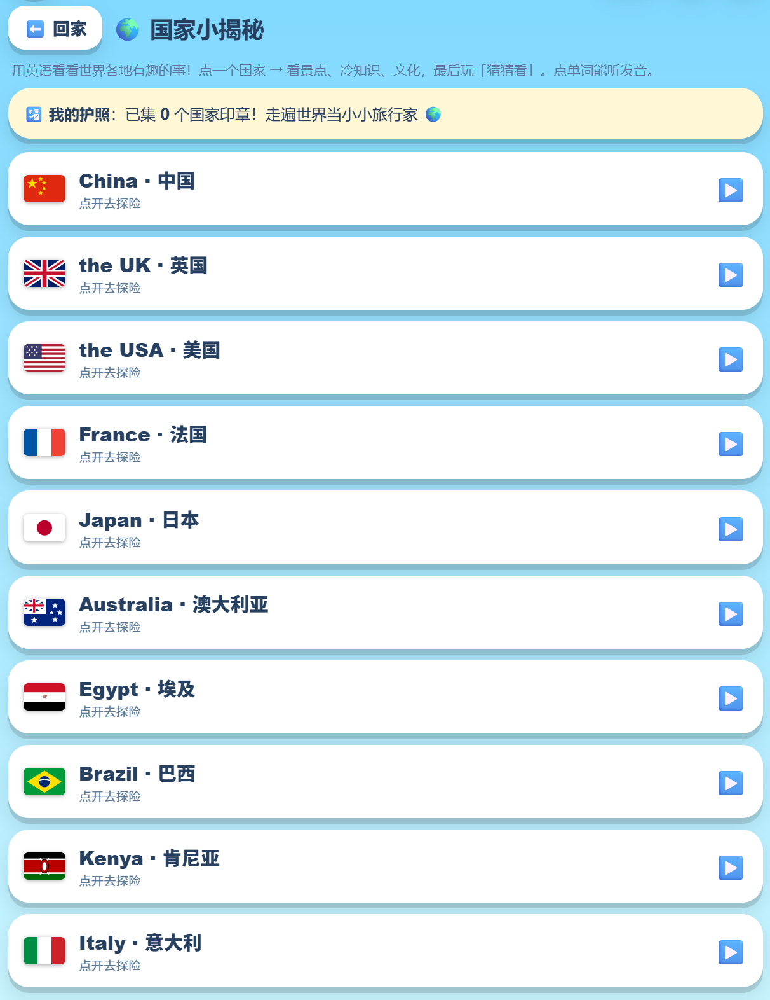 回家
国家小揭秘
用英语看看世界各地有趣的事！点一个国家 → 看景点、冷知识、文化，最后玩「猜猜看」。点单词能听发音。
我的护照：已集 0 个国家印章！走遍世界当小小旅行家
China · 中国
点开去探险
the UK · 英国
点开去探险
the USA · 美国
点开去探险
France · 法国
点开去探险
Japan · 日本
点开去探险
Australia · 澳大利亚
点开去探险
Egypt · 埃及
点开去探险
Brazil · 巴西
点开去探险
Kenya · 肯尼亚
点开去探险
Italy · 意大利
点开去探险